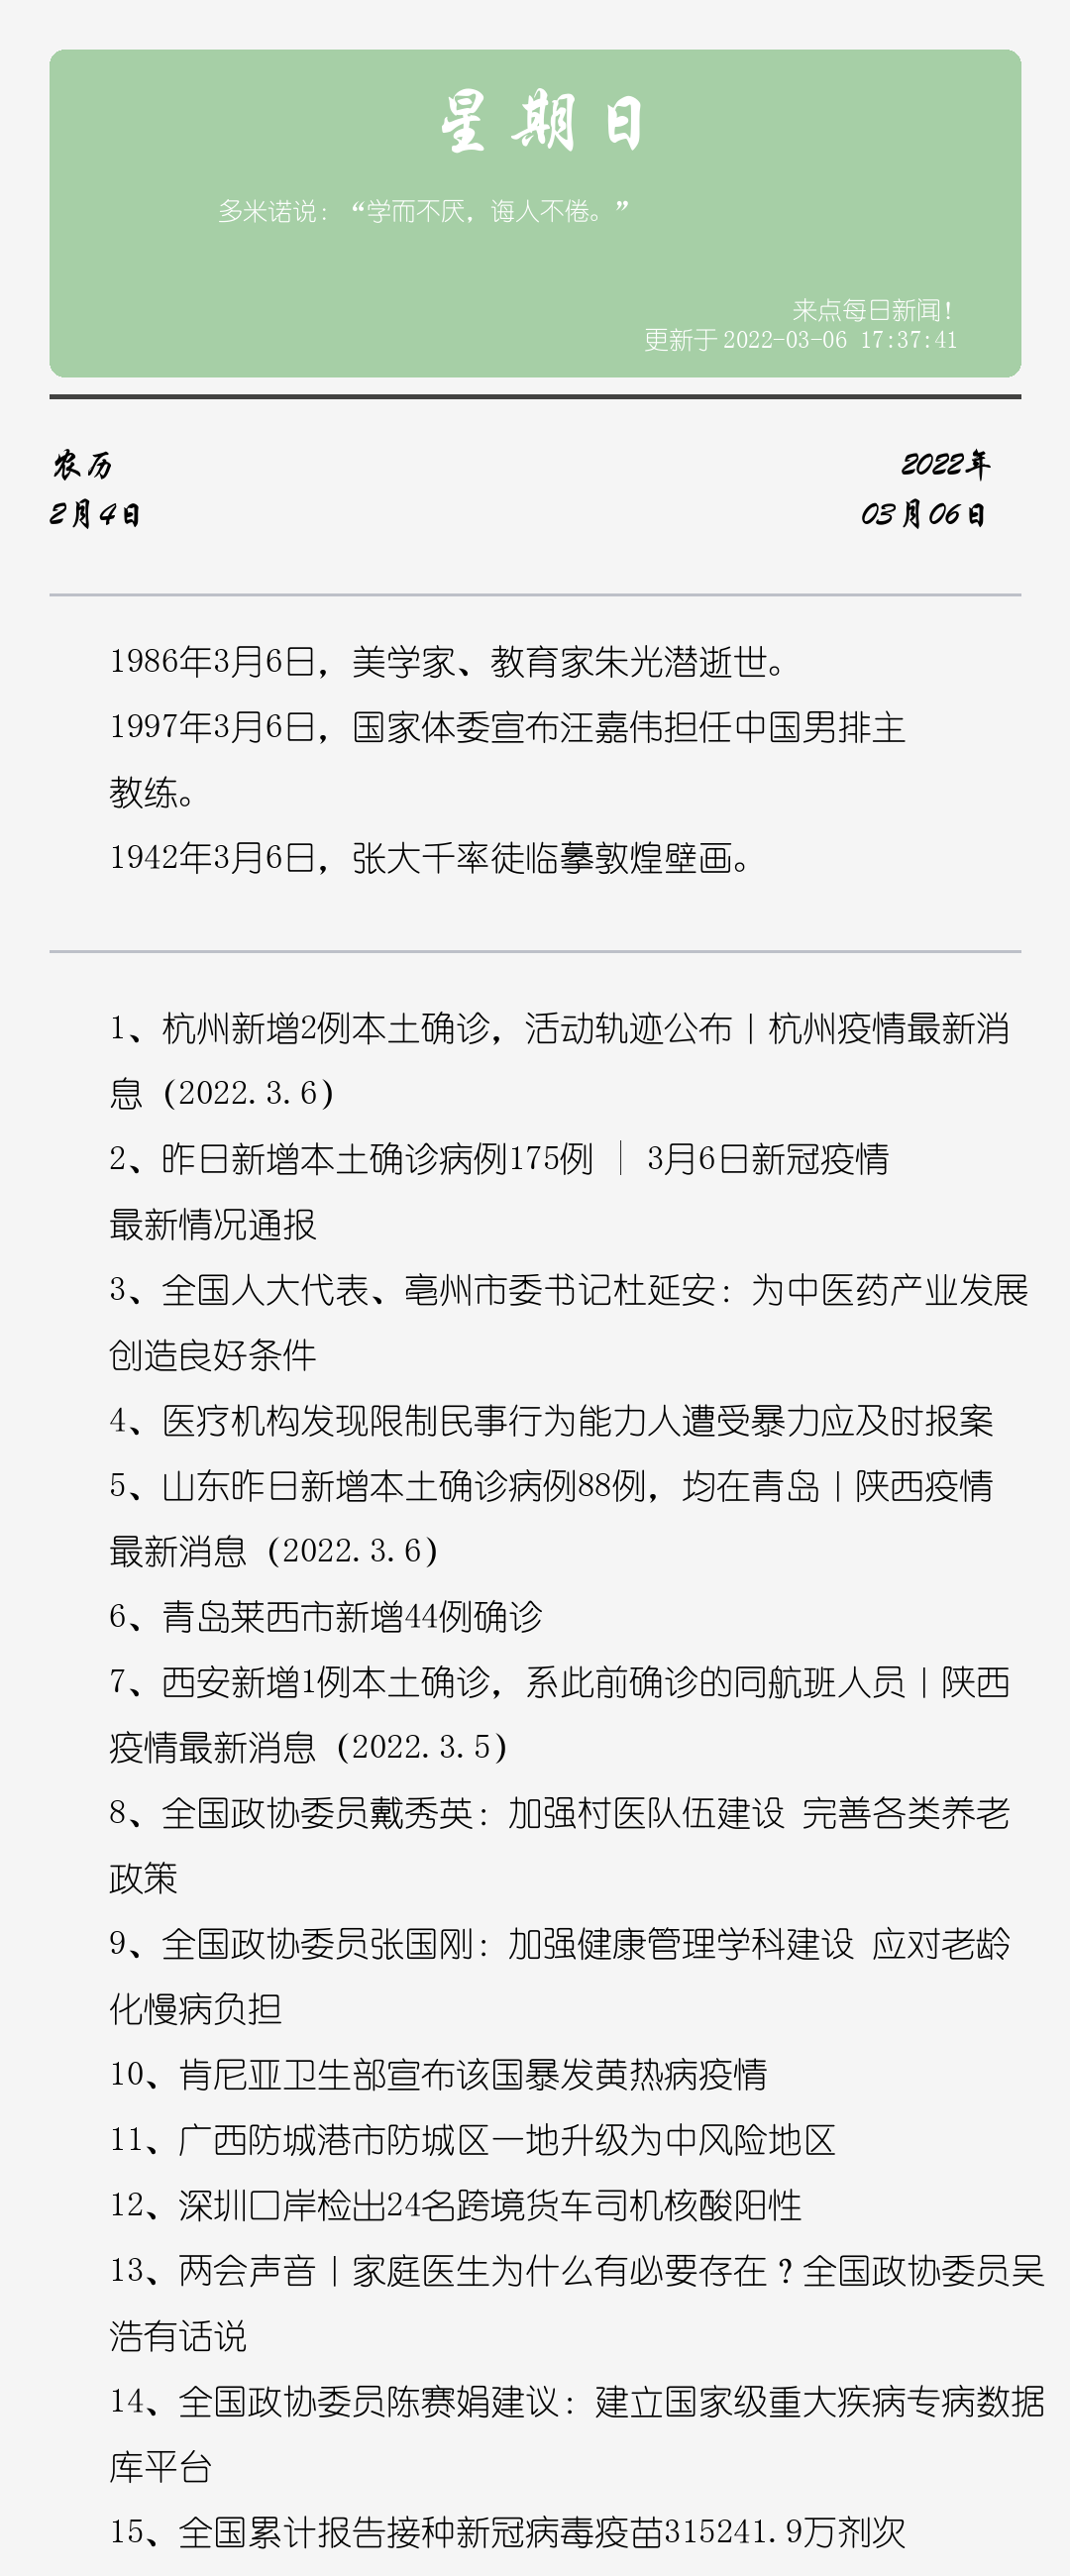 星期日
多米诺说：“学而不厌，诲人不倦。”
来点每日新闻！
更新于 2022-03-06 17:37:41
农历
2022年
2月4日
03月06日
1986年3月6日，美学家、教育家朱光潜逝世。
1997年3月6日，国家体委宣布汪嘉伟担任中国男排主
教练。
1942年3月6日，张大千率徒临摹敦煌壁画。
1、杭州新增2例本土确诊，活动轨迹公布丨杭州疫情最新消
息（2022.3.6）
2、昨日新增本土确诊病例175例 │ 3月6日新冠疫情
最新情况通报
3、全国人大代表、亳州市委书记杜延安：为中医药产业发展
创造良好条件
4、医疗机构发现限制民事行为能力人遭受暴力应及时报案
5、山东昨日新增本土确诊病例88例，均在青岛丨陕西疫情
最新消息（2022.3.6）
6、青岛莱西市新增44例确诊
7、西安新增1例本土确诊，系此前确诊的同航班人员丨陕西
疫情最新消息（2022.3.5）
8、全国政协委员戴秀英：加强村医队伍建设 完善各类养老
政策
9、全国政协委员张国刚：加强健康管理学科建设 应对老龄
化慢病负担
10、肯尼亚卫生部宣布该国暴发黄热病疫情
11、广西防城港市防城区一地升级为中风险地区
12、深圳口岸检出24名跨境货车司机核酸阳性
13、两会声音丨家庭医生为什么有必要存在？全国政协委员吴
浩有话说
14、全国政协委员陈赛娟建议：建立国家级重大疾病专病数据
库平台
15、全国累计报告接种新冠病毒疫苗315241.9万剂次